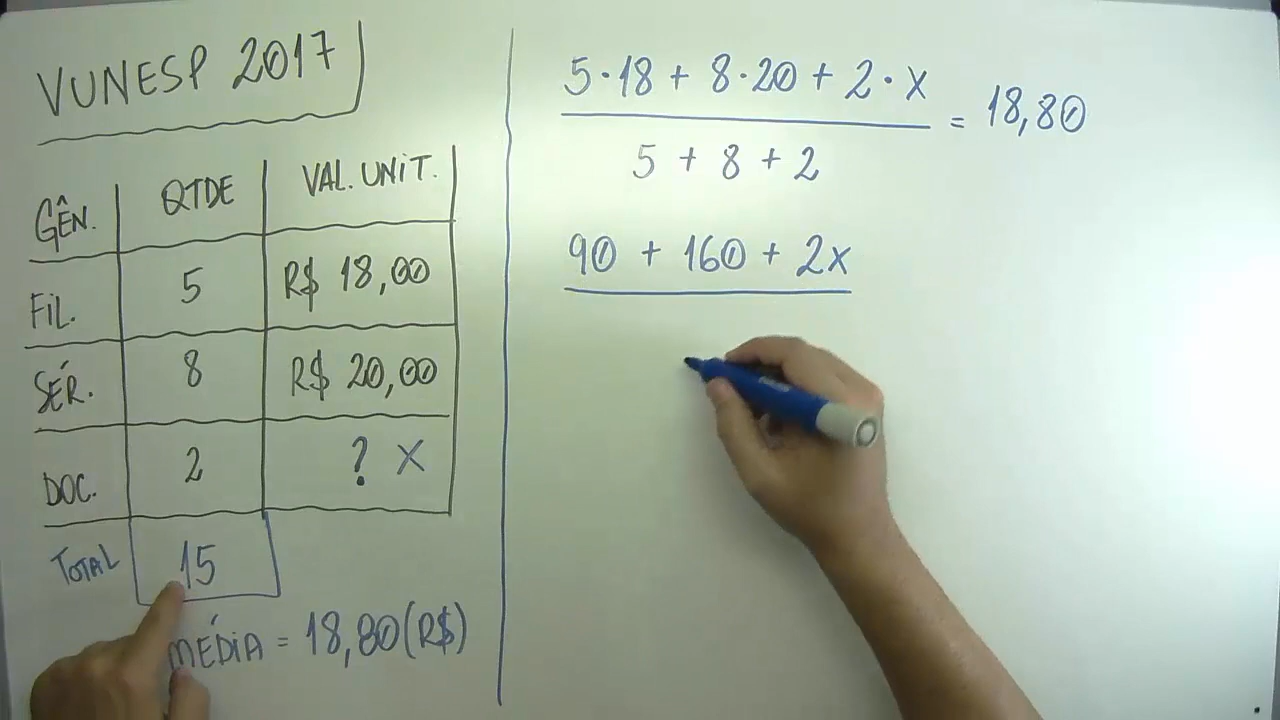 VUNESP 2017
GÊN. QTDE VAL. UNIT.
FIL. 5 R$ 18,00
SÉR. 8 R$ 20,00
DOC. 2 ? X
TOTAL 15
MÉDIA = 18,80 (R$)
5·18 + 8·20 + 2·X = 18,80
5 + 8 + 2
90 + 160 + 2X